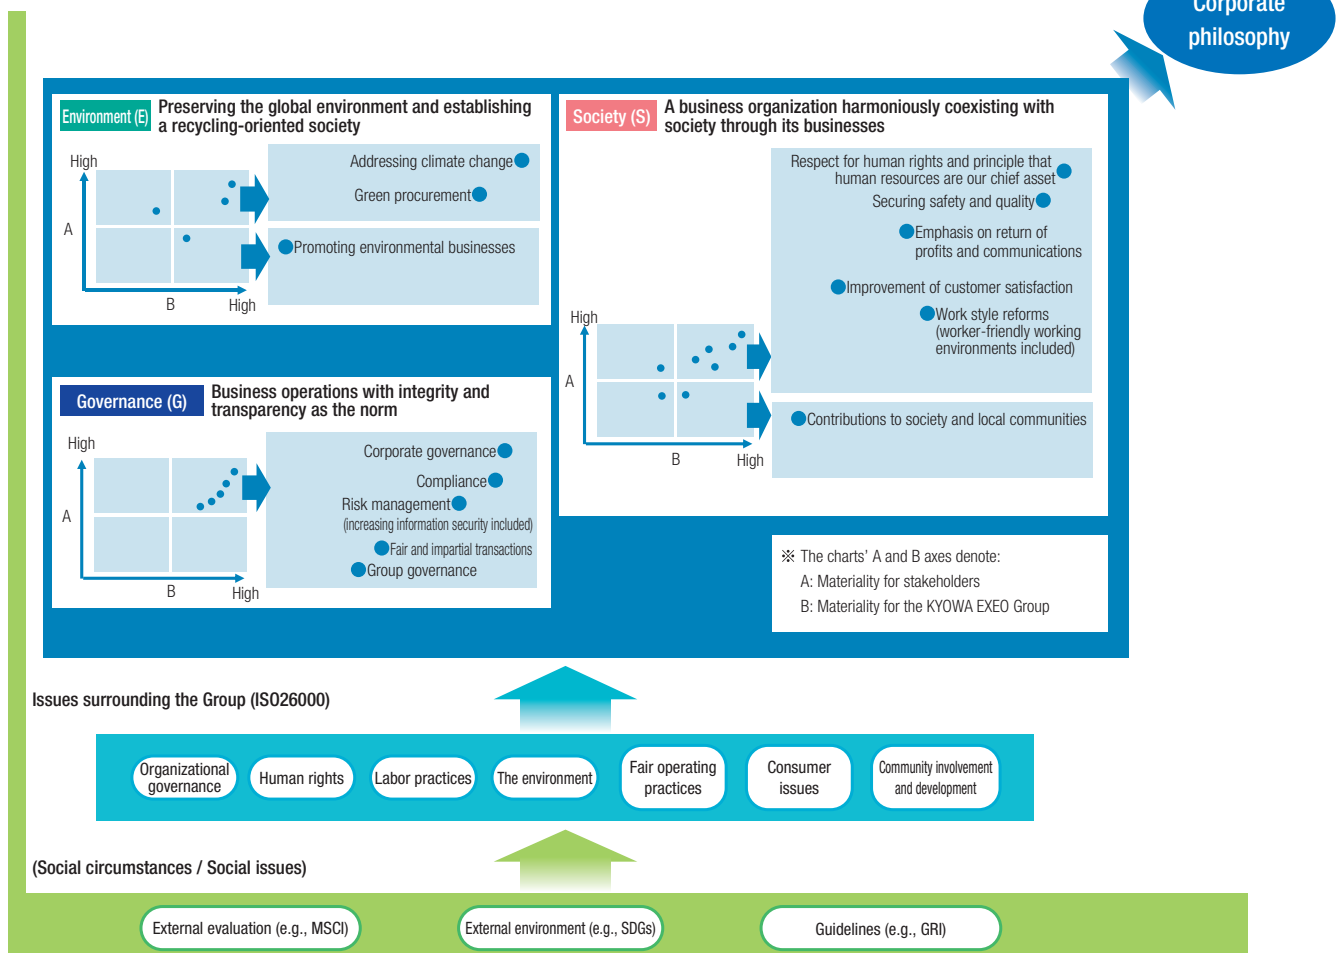 Corporate
philosophy
Environment (E)
Preserving the global environment and establishing
a recycling-oriented society
High
A
B
High
Addressing climate change
Green procurement
Promoting environmental businesses
Society (S)
A business organization harmoniously coexisting with
society through its businesses
High
A
B
High
Respect for human rights and principle that
human resources are our chief asset
Securing safety and quality
Emphasis on return of
profits and communications
Improvement of customer satisfaction
Work style reforms
(worker-friendly working
environments included)
Contributions to society and local communities
Governance (G)
Business operations with integrity and
transparency as the norm
High
A
B
High
Corporate governance
Compliance
Risk management
(increasing information security included)
Fair and impartial transactions
Group governance
※ The charts' A and B axes denote:
A: Materiality for stakeholders
B: Materiality for the KYOWA EXEO Group
Issues surrounding the Group (ISO26000)
Organizational
governance
Human rights
Labor practices
The environment
Fair operating
practices
Consumer
issues
Community involvement
and development
(Social circumstances / Social issues)
External evaluation (e.g., MSCI)
External environment (e.g., SDGs)
Guidelines (e.g., GRI)